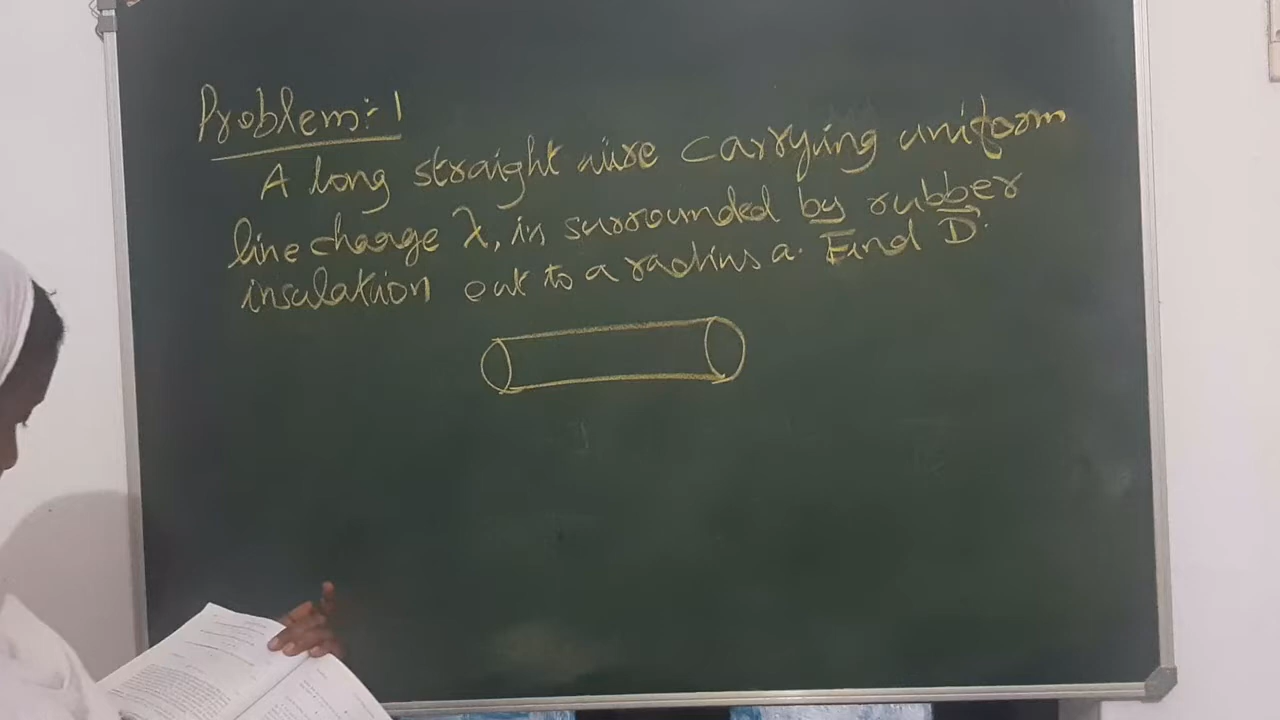 Problem:- 1
A long straight wire carrying uniform
line charge λ, is surrounded by rubber
insulation out to a radius a. Find D⃗.